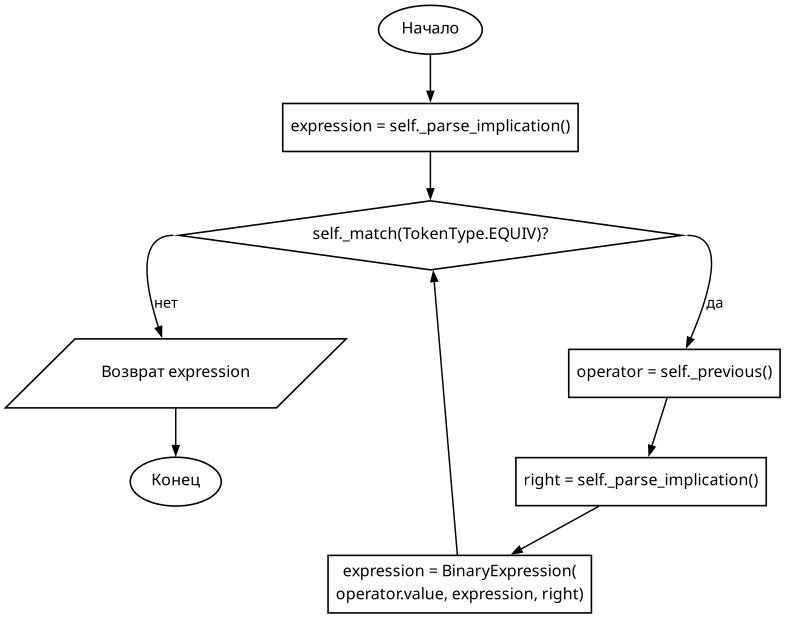 Начало
expression = self._parse_implication()
self._match(TokenType.EQUIV)?
нет
да
Возврат expression
operator = self._previous()
Конец
right = self._parse_implication()
expression = BinaryExpression(
operator.value, expression, right)